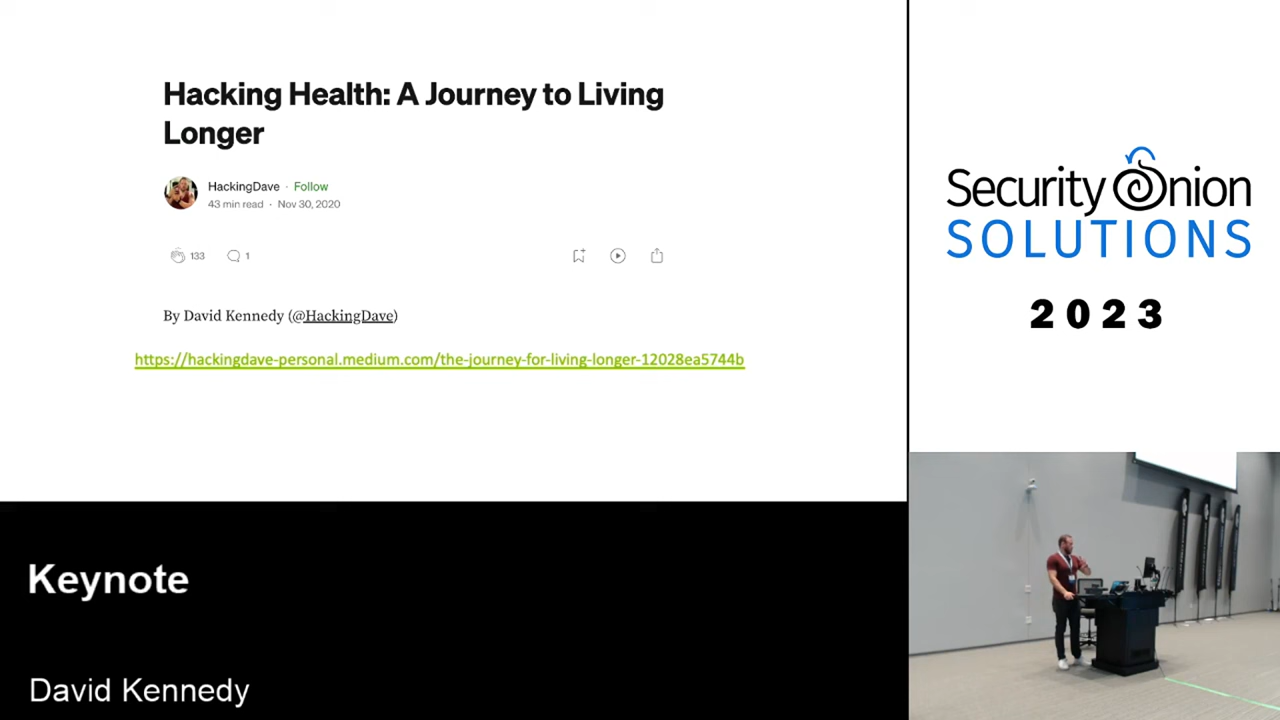 Hacking Health: A Journey to Living
Longer
HackingDave · Follow
43 min read · Nov 30, 2020
133
1
By David Kennedy (@HackingDave)
https://hackingdave-personal.medium.com/the-journey-for-living-longer-12028ea5744b
Security Onion
SOLUTIONS
2023
Keynote
David Kennedy